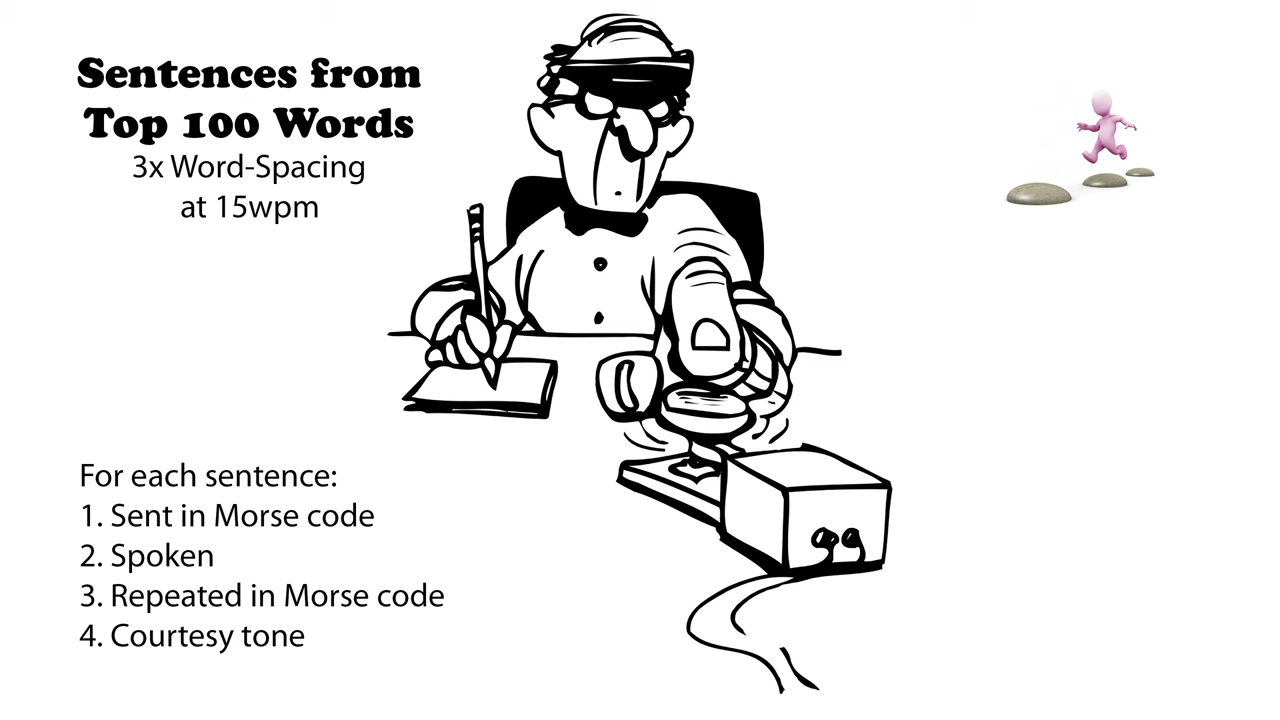 Sentences from
Top 100 Words
3x Word-Spacing
at 15wpm
For each sentence:
1. Sent in Morse code
2. Spoken
3. Repeated in Morse code
4. Courtesy tone